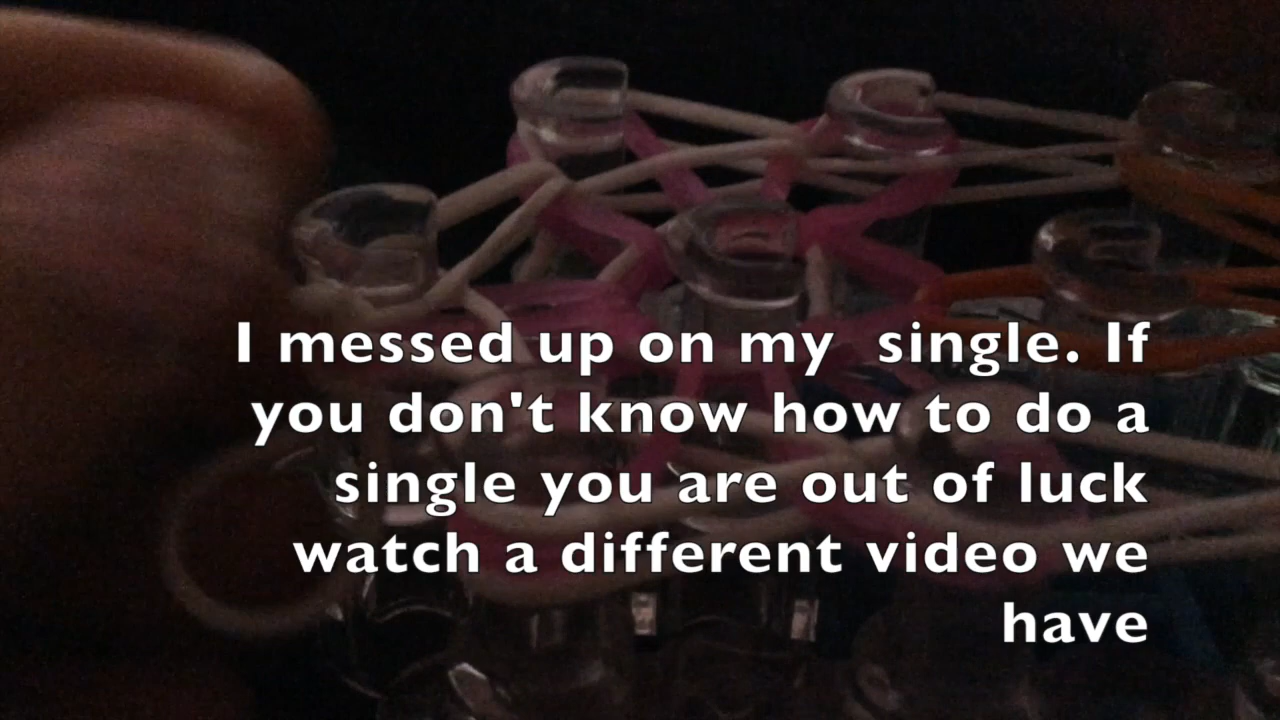 I messed up on my  single. If
you don't know how to do a
single you are out of luck
watch a different video we
have